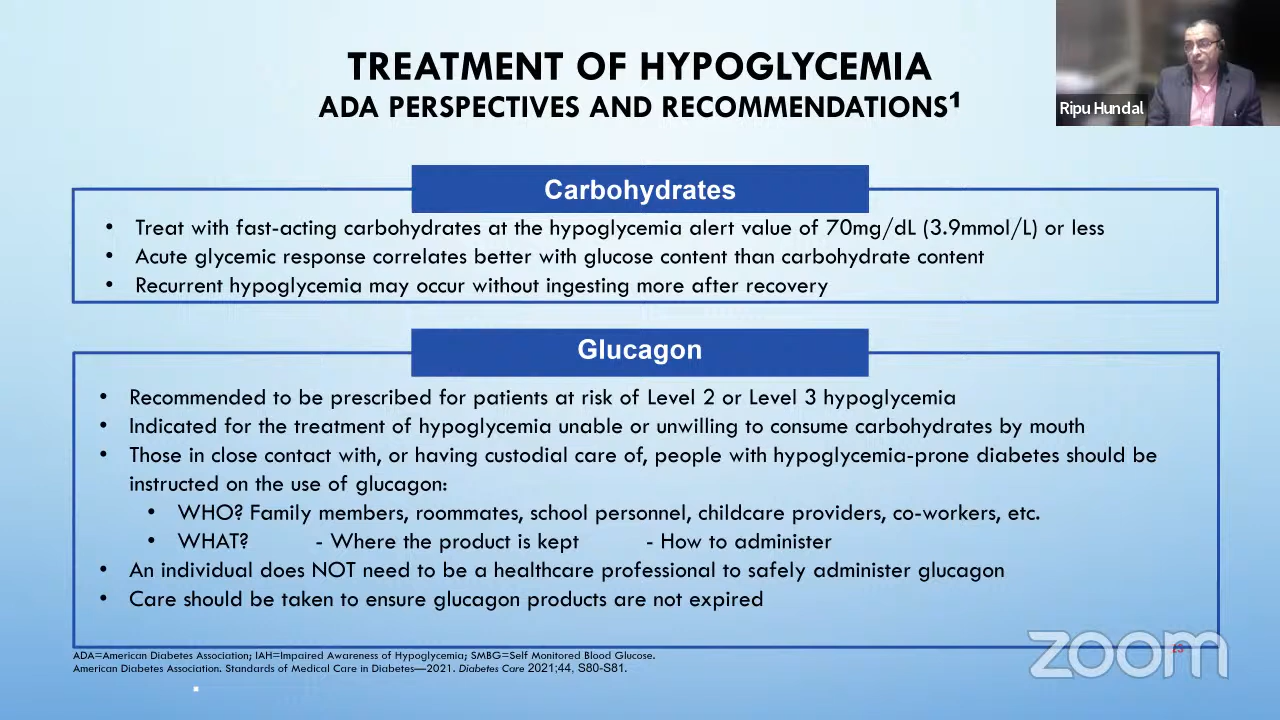 TREATMENT OF HYPOGLYCEMIA
ADA PERSPECTIVES AND RECOMMENDATIONS¹
Ripu Hundal
Carbohydrates
• Treat with fast-acting carbohydrates at the hypoglycemia alert value of 70mg/dL (3.9mmol/L) or less
• Acute glycemic response correlates better with glucose content than carbohydrate content
• Recurrent hypoglycemia may occur without ingesting more after recovery
Glucagon
• Recommended to be prescribed for patients at risk of Level 2 or Level 3 hypoglycemia
• Indicated for the treatment of hypoglycemia unable or unwilling to consume carbohydrates by mouth
• Those in close contact with, or having custodial care of, people with hypoglycemia-prone diabetes should be
instructed on the use of glucagon:
• WHO? Family members, roommates, school personnel, childcare providers, co-workers, etc.
• WHAT? - Where the product is kept - How to administer
• An individual does NOT need to be a healthcare professional to safely administer glucagon
• Care should be taken to ensure glucagon products are not expired
ADA=American Diabetes Association; IAH=Impaired Awareness of Hypoglycemia; SMBG=Self Monitored Blood Glucose.
American Diabetes Association. Standards of Medical Care in Diabetes—2021. Diabetes Care 2021;44, S80-S81.
zoom